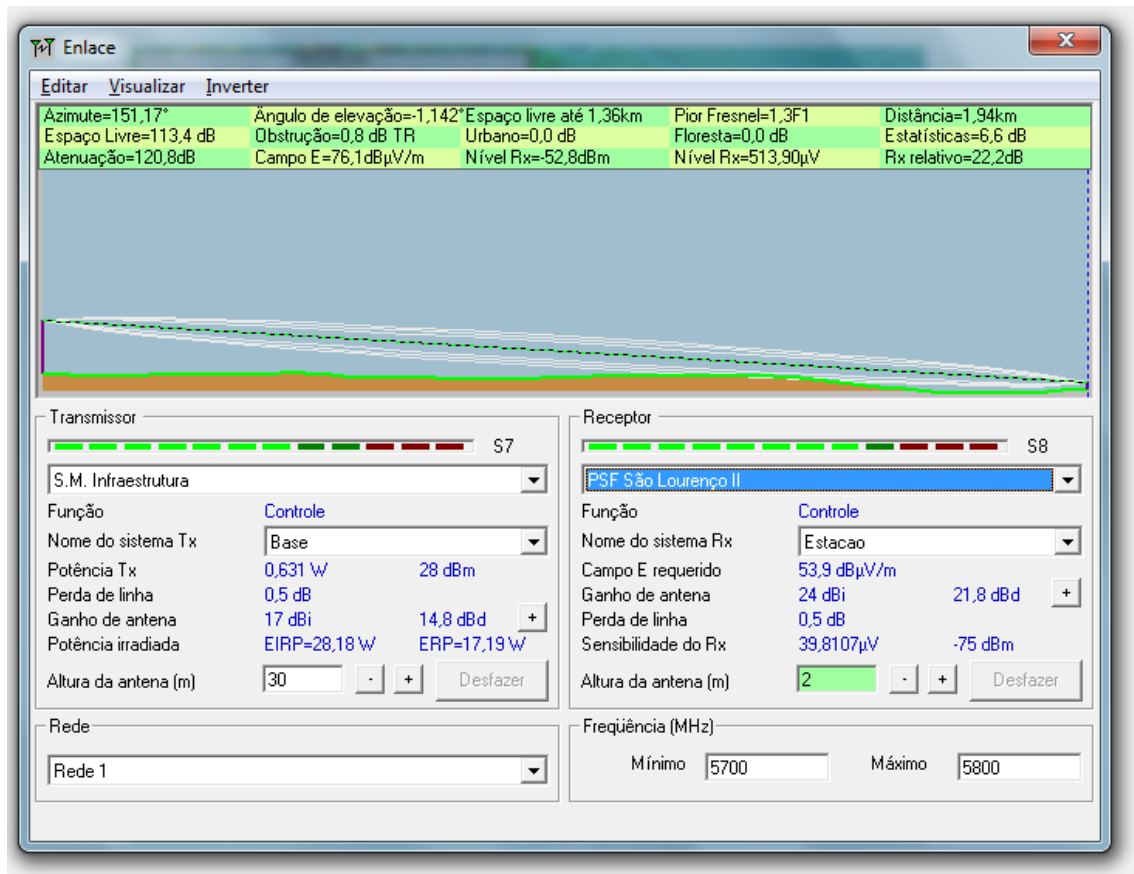 Enlace
Editar Visualizar Inverter
Azimute=151,17° Ângulo de elevação=-1,142° Espaço livre até 1,36km Pior Fresnel=1,3F1 Distância=1,94km
Espaço Livre=113,4 dB Obstrução=0,8 dB TR Urbano=0,0 dB Floresta=0,0 dB Estatísticas=6,6 dB
Atenuação=120,8dB Campo E=76,1dBµV/m Nível Rx=-52,8dBm Nível Rx=513,90µV Rx relativo=22,2dB
Transmissor
S7
S.M. Infraestrutura
Função Controle
Nome do sistema Tx Base
Potência Tx 0,631 W 28 dBm
Perda de linha 0,5 dB
Ganho de antena 17 dBi 14,8 dBd +
Potência irradiada EIRP=28,18 W ERP=17,19 W
Altura da antena (m) 30 - + Desfazer
Receptor
S8
PSF São Lourenço II
Função Controle
Nome do sistema Rx Estacao
Campo E requerido 53,9 dBµV/m
Ganho de antena 24 dBi 21,8 dBd +
Perda de linha 0,5 dB
Sensibilidade do Rx 39,8107µV -75 dBm
Altura da antena (m) 2 - + Desfazer
Rede
Rede 1
Freqüência (MHz)
Mínimo 5700 Máximo 5800